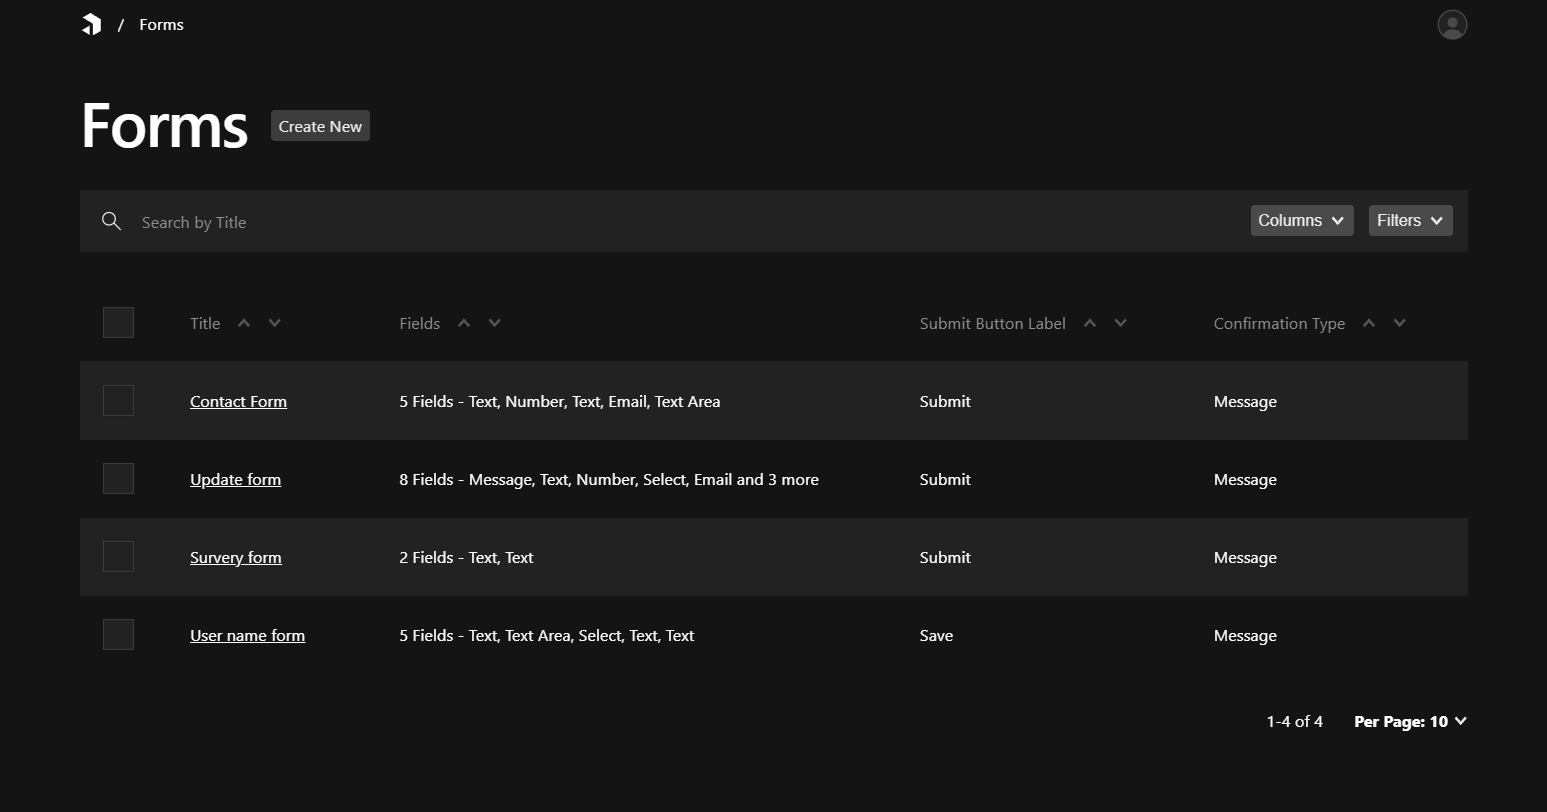 / Forms
Forms Create New
Search by Title Columns Filters
Title Fields Submit Button Label Confirmation Type
Contact Form 5 Fields - Text, Number, Text, Email, Text Area Submit Message
Update form 8 Fields - Message, Text, Number, Select, Email and 3 more Submit Message
Survery form 2 Fields - Text, Text Submit Message
User name form 5 Fields - Text, Text Area, Select, Text, Text Save Message
1-4 of 4 Per Page: 10